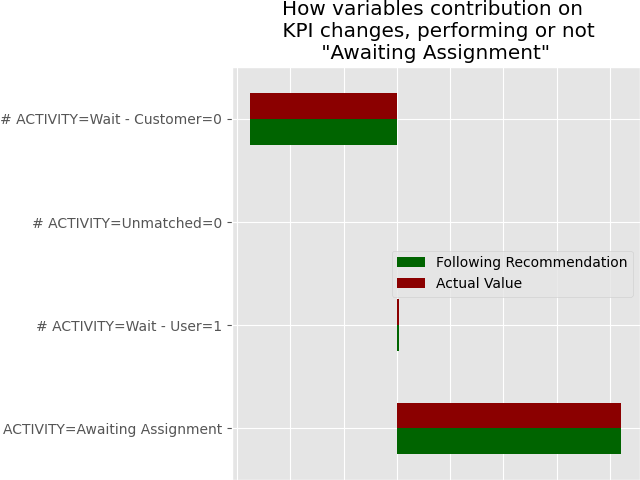 How variables contribution on
KPI changes, performing or not
"Awaiting Assignment"
# ACTIVITY=Wait - Customer=0
# ACTIVITY=Unmatched=0
Following Recommendation
Actual Value
# ACTIVITY=Wait - User=1
ACTIVITY=Awaiting Assignment